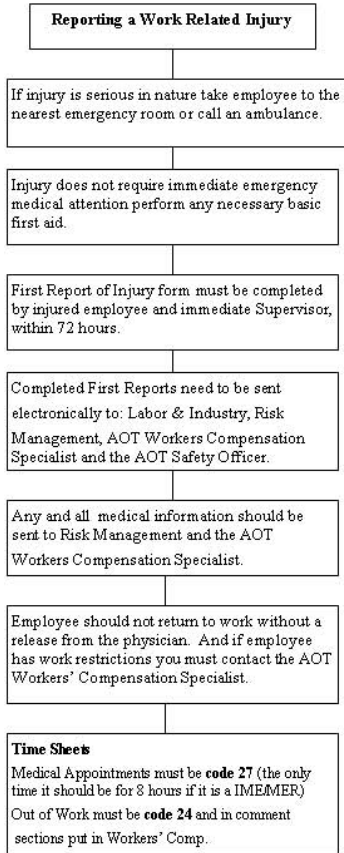 Reporting a Work Related Injury
If injury is serious in nature take employee to the
nearest emergency room or call an ambulance.
Injury does not require immediate emergency
medical attention perform any necessary basic
first aid.
First Report of Injury form must be completed
by injured employee and immediate Supervisor,
within 72 hours.
Completed First Reports need to be sent
electronically to: Labor & Industry, Risk
Management, AOT Workers Compensation
Specialist and the AOT Safety Officer.
Any and all medical information should be
sent to Risk Management and the AOT
Workers Compensation Specialist.
Employee should not return to work without a
release from the physician. And if employee
has work restrictions you must contact the AOT
Workers’ Compensation Specialist.
Time Sheets
Medical Appointments must be code 27 (the only
time it should be for 8 hours if it is a IME/MER)
Out of Work must be code 24 and in comment
sections put in Workers’ Comp.